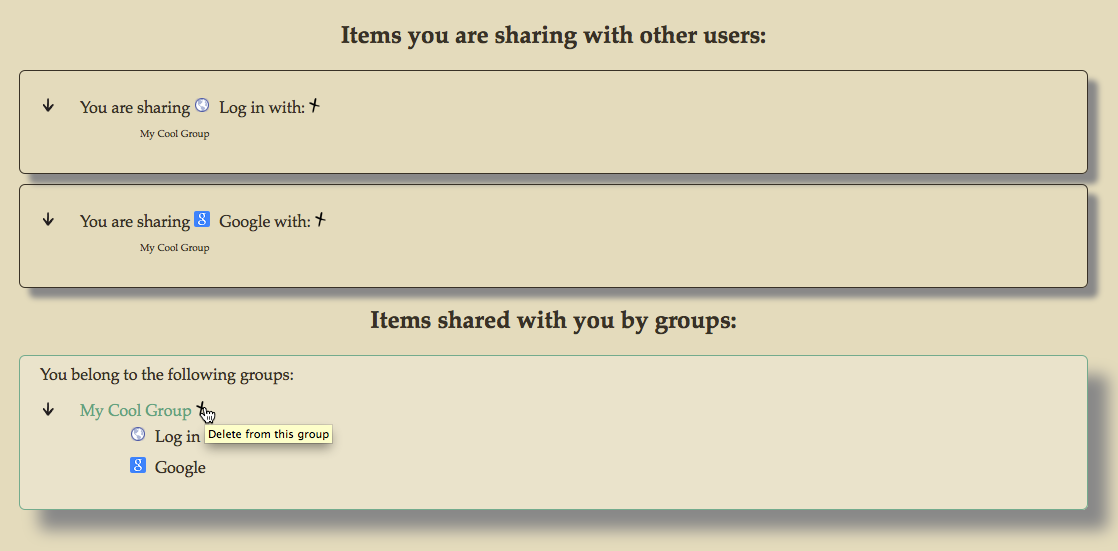 Items you are sharing with other users:
You are sharing Log in with:
My Cool Group
You are sharing Google with:
My Cool Group
Items shared with you by groups:
You belong to the following groups:
My Cool Group
Log in
Delete from this group
Google